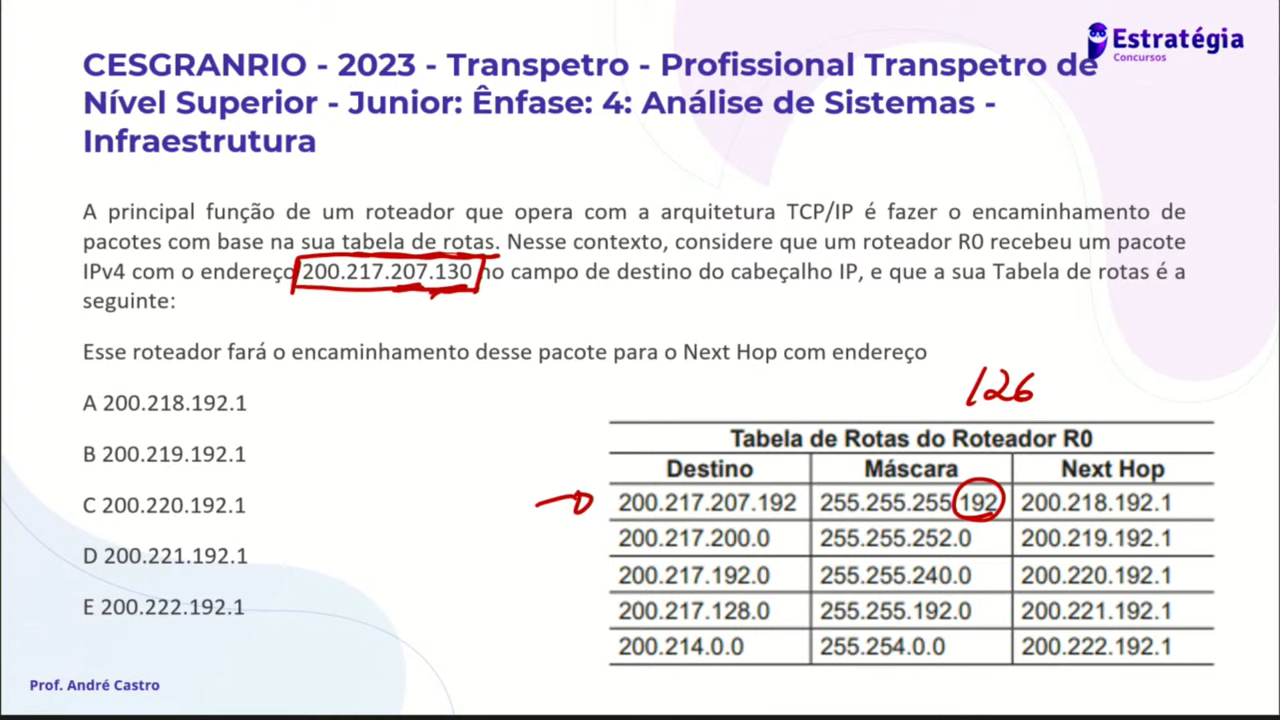 Estratégia
Concursos
CESGRANRIO - 2023 - Transpetro - Profissional Transpetro de
Nível Superior - Junior: Ênfase: 4: Análise de Sistemas -
Infraestrutura
A principal função de um roteador que opera com a arquitetura TCP/IP é fazer o encaminhamento de
pacotes com base na sua tabela de rotas. Nesse contexto, considere que um roteador R0 recebeu um pacote
IPv4 com o endereço 200.217.207.130 no campo de destino do cabeçalho IP, e que a sua Tabela de rotas é a
seguinte:
Esse roteador fará o encaminhamento desse pacote para o Next Hop com endereço
A 200.218.192.1
B 200.219.192.1
C 200.220.192.1
D 200.221.192.1
E 200.222.192.1
126
Tabela de Rotas do Roteador R0
Destino Máscara Next Hop
200.217.207.192 255.255.255.192 200.218.192.1
200.217.200.0 255.255.252.0 200.219.192.1
200.217.192.0 255.255.240.0 200.220.192.1
200.217.128.0 255.255.192.0 200.221.192.1
200.214.0.0 255.254.0.0 200.222.192.1
Prof. André Castro